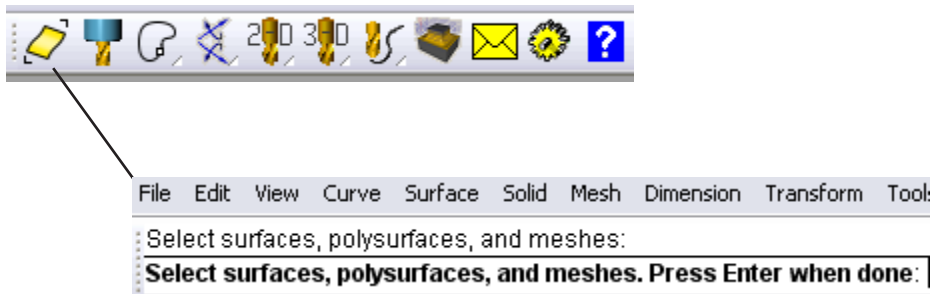 2D 3D ?
File Edit View Curve Surface Solid Mesh Dimension Transform Tools
Select surfaces, polysurfaces, and meshes:
Select surfaces, polysurfaces, and meshes. Press Enter when done: